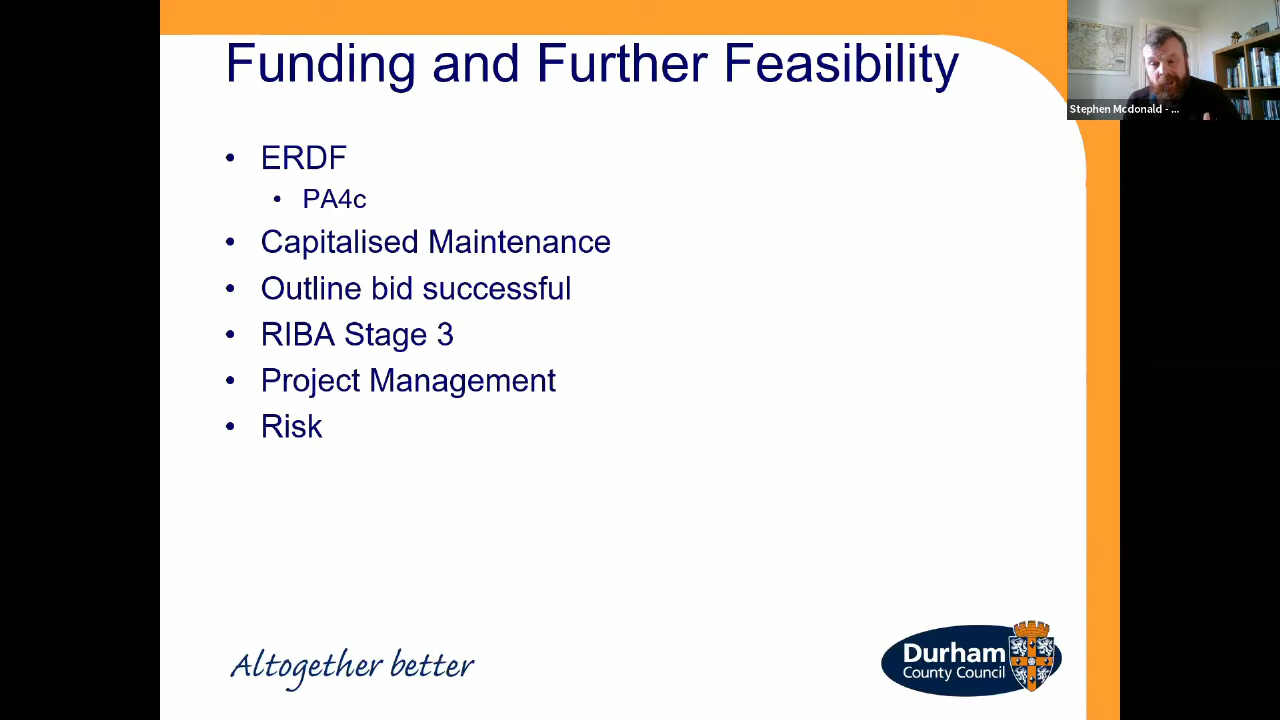 Funding and Further Feasibility
Stephen Mcdonald - ...
• ERDF
• PA4c
• Capitalised Maintenance
• Outline bid successful
• RIBA Stage 3
• Project Management
• Risk
Altogether better
Durham
County Council